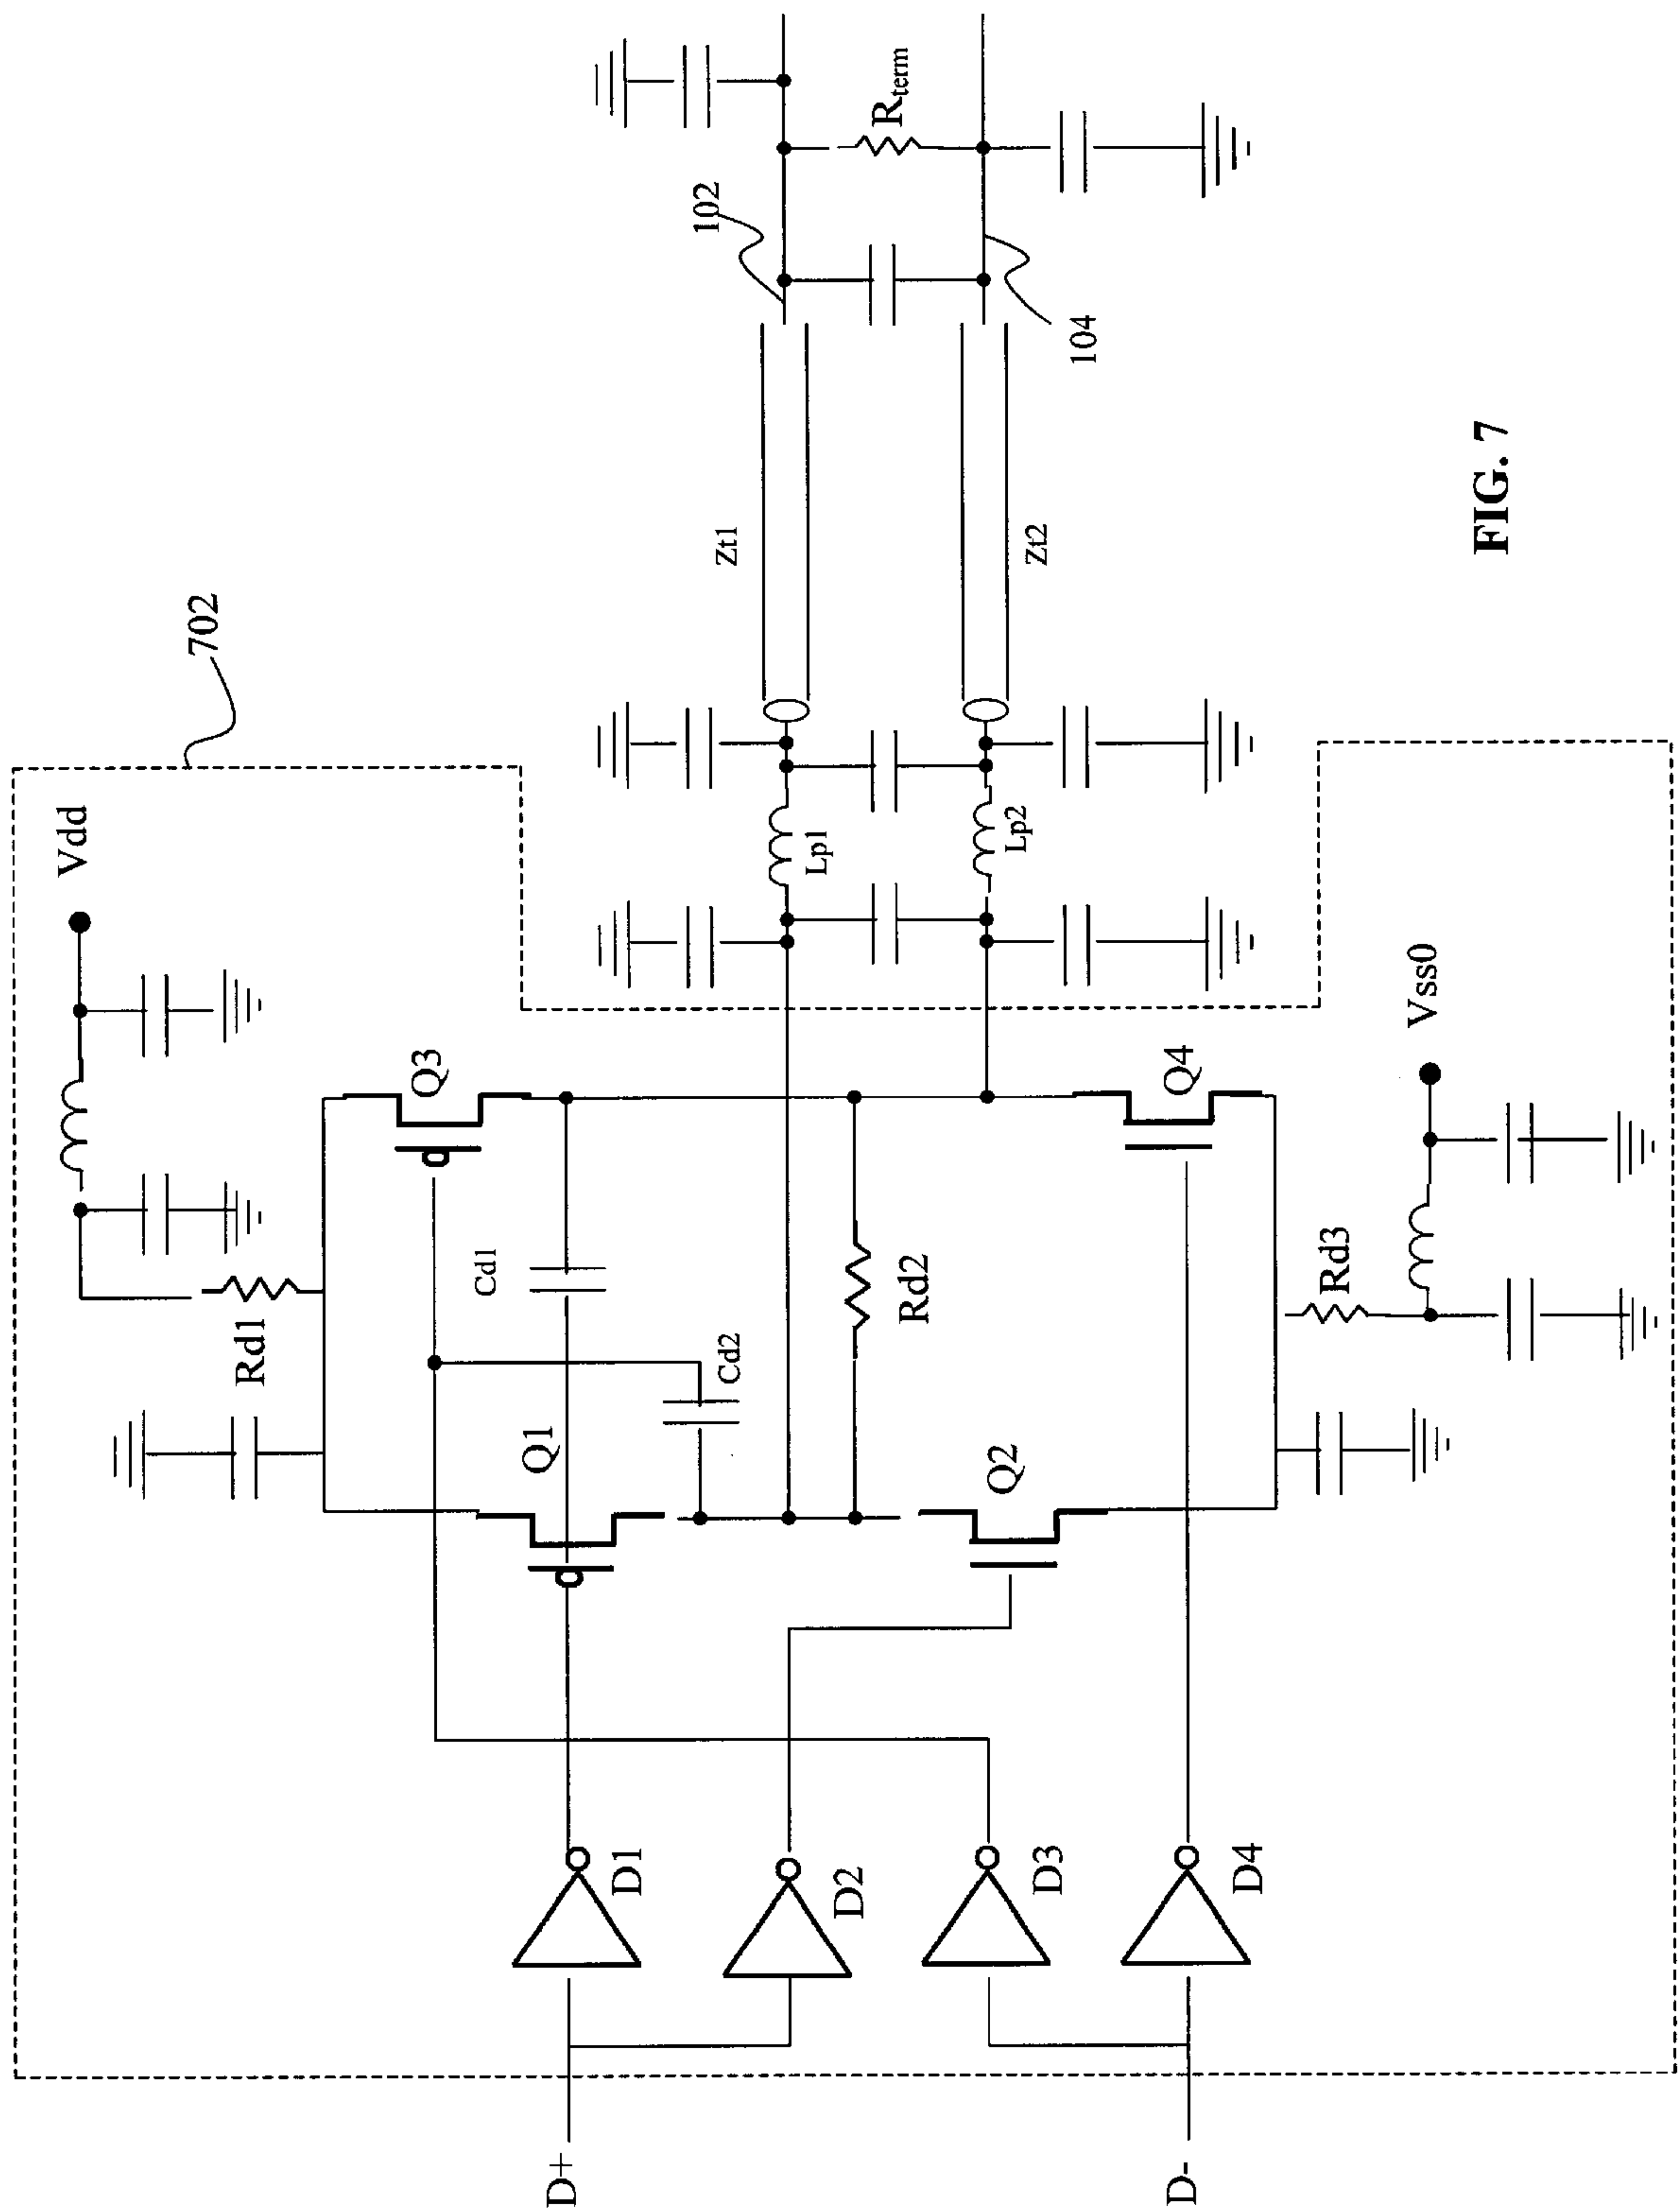 702
Vdd
Rd1
Q3
Q1
Cd1
Cd2
Rd2
Q2
Q4
Rd3
Vss0
D+
D-
D1
D2
D3
D4
Lp1
Lp2
Zt1
Zt2
102
104
Rterm
FIG. 7